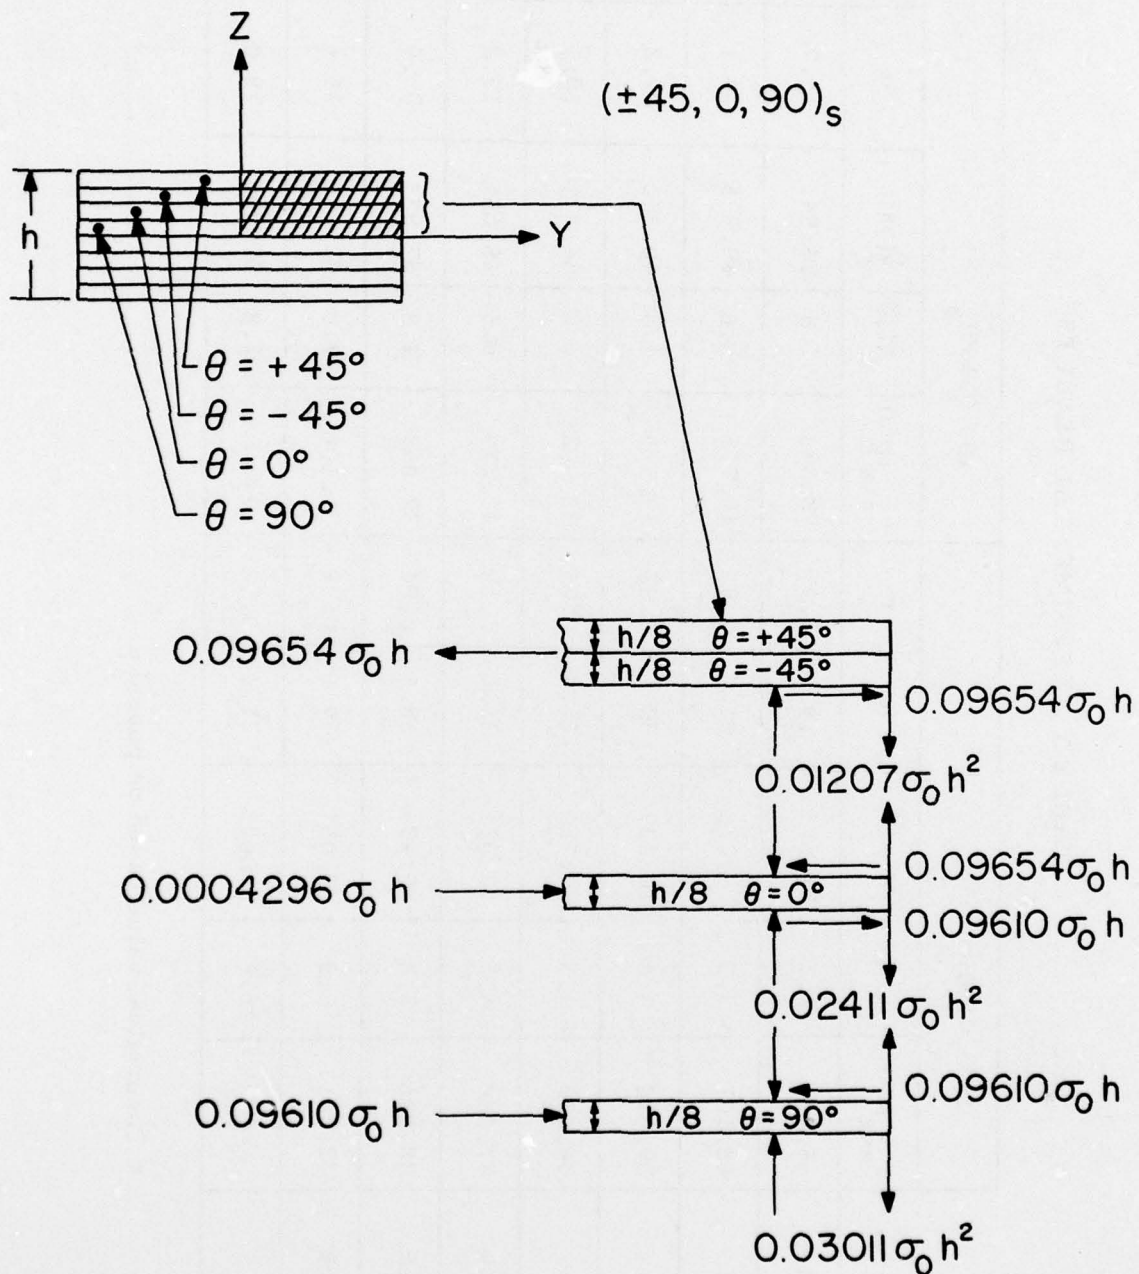 Z
(±45, 0, 90)s
h
Y
θ = +45°
θ = -45°
θ = 0°
θ = 90°
h/8 θ = +45°
0.09654 σ₀ h
h/8 θ = -45°
0.09654 σ₀ h
0.01207 σ₀ h²
0.09654 σ₀ h
0.0004296 σ₀ h
h/8 θ = 0°
0.09610 σ₀ h
0.02411 σ₀ h²
0.09610 σ₀ h
0.09610 σ₀ h
h/8 θ = 90°
0.03011 σ₀ h²